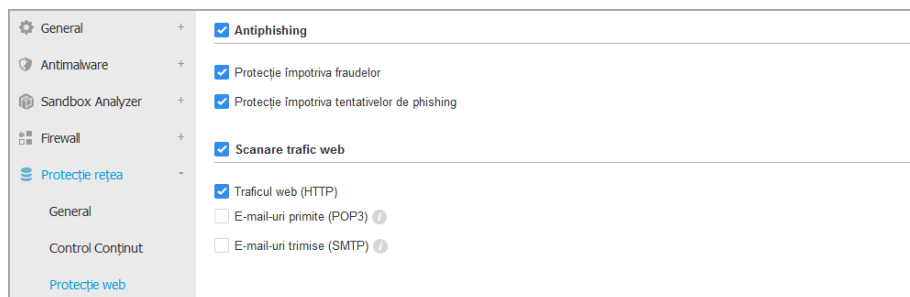 General +
Antimalware +
Sandbox Analyzer +
Firewall +
Protecție rețea -
General
Control Conținut
Protecție web
Antiphishing
Protecție împotriva fraudelor
Protecție împotriva tentativelor de phishing
Scanare trafic web
Traficul web (HTTP)
E-mail-uri primite (POP3) i
E-mail-uri trimise (SMTP) i